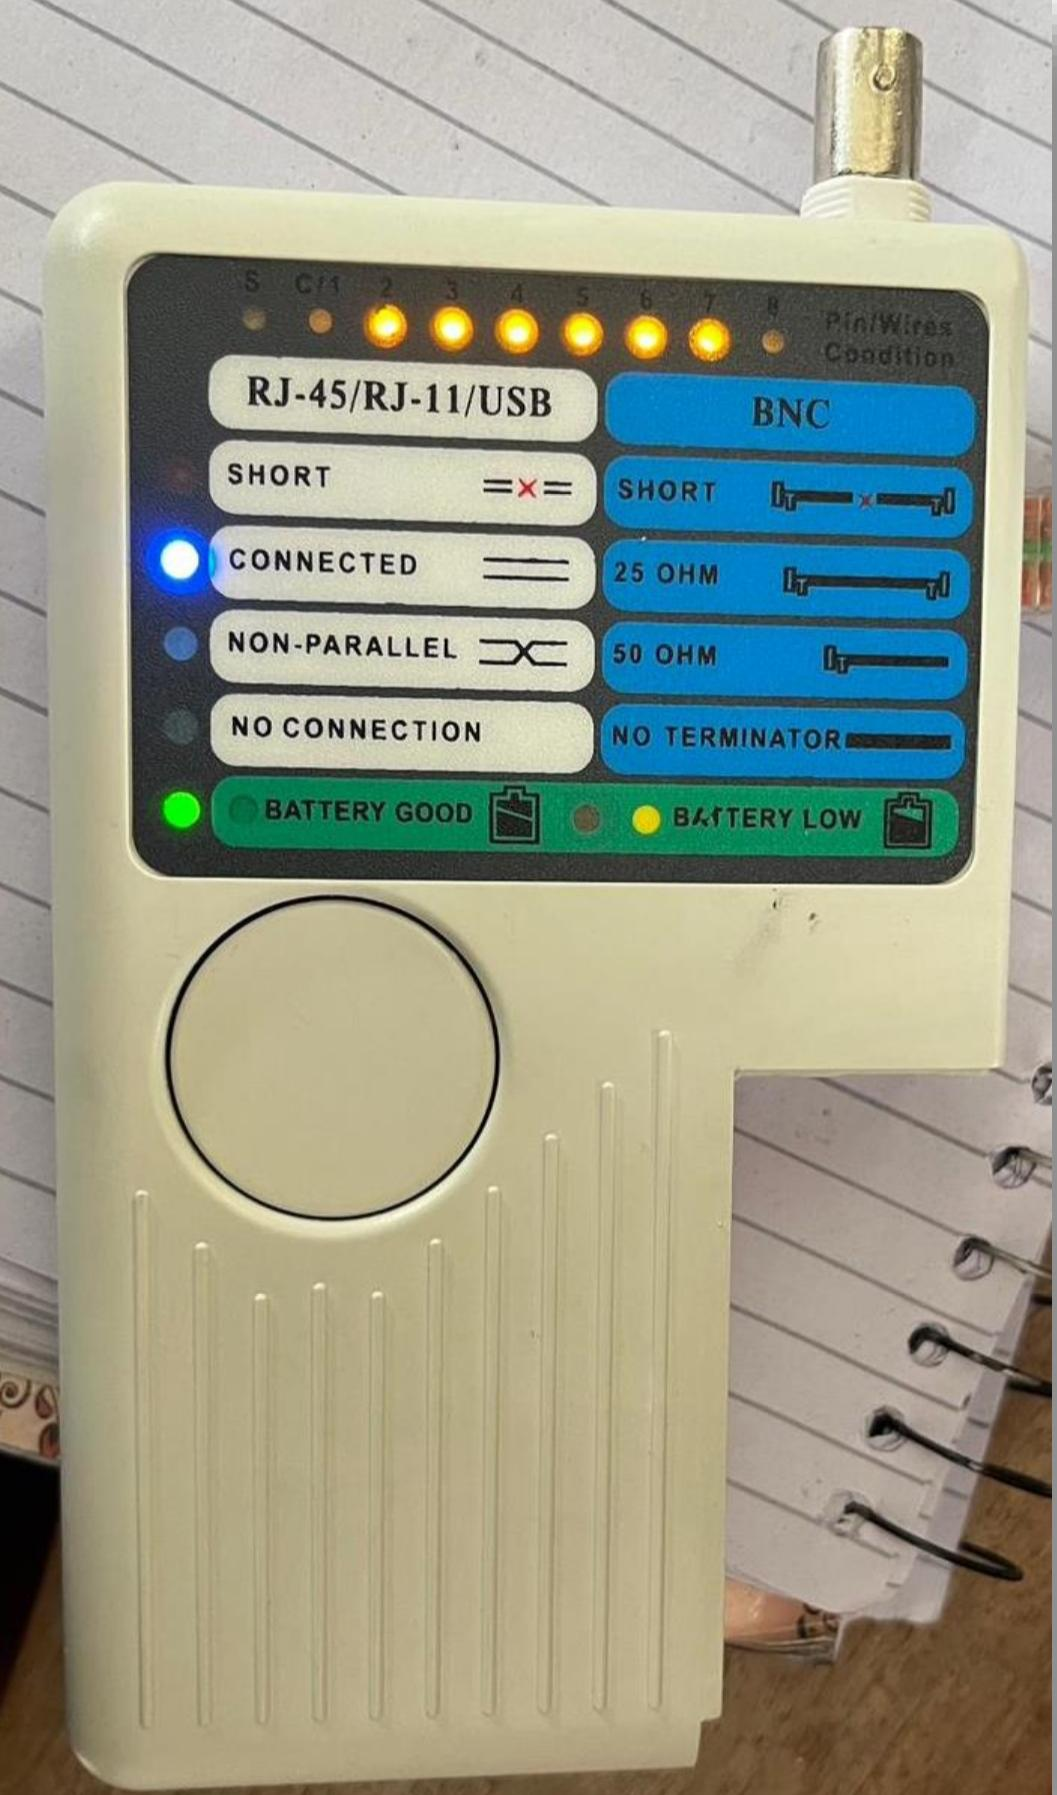 S C/1 2 3 4 5 6 7 8 Pin/Wires
Condition
RJ-45/RJ-11/USB BNC
SHORT SHORT
CONNECTED 25 OHM
NON-PARALLEL 50 OHM
NO CONNECTION NO TERMINATOR
BATTERY GOOD BATTERY LOW